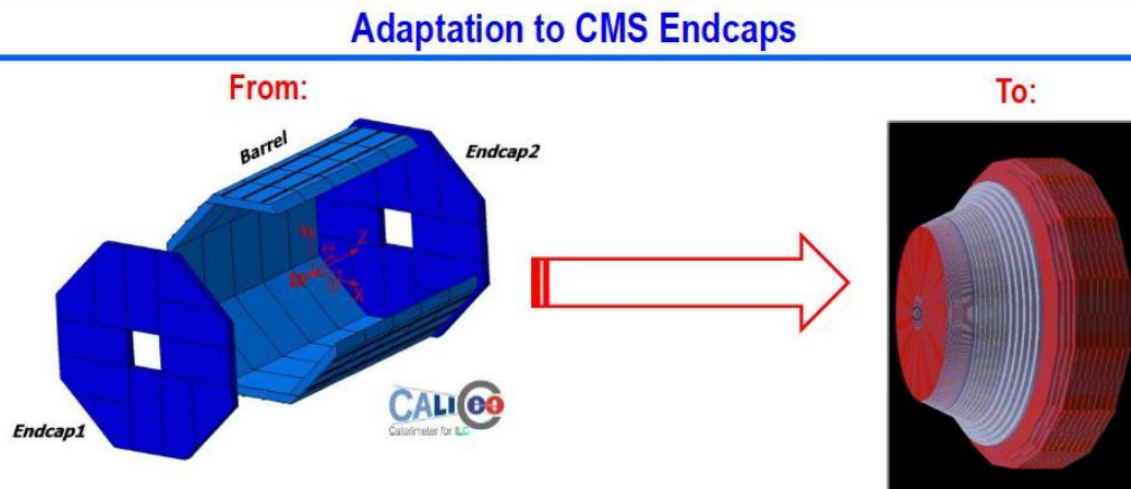 Adaptation to CMS Endcaps
From:
To:
Barrel
Endcap2
Z
X
Endcap1
CALICE
Calorimeter for ILC